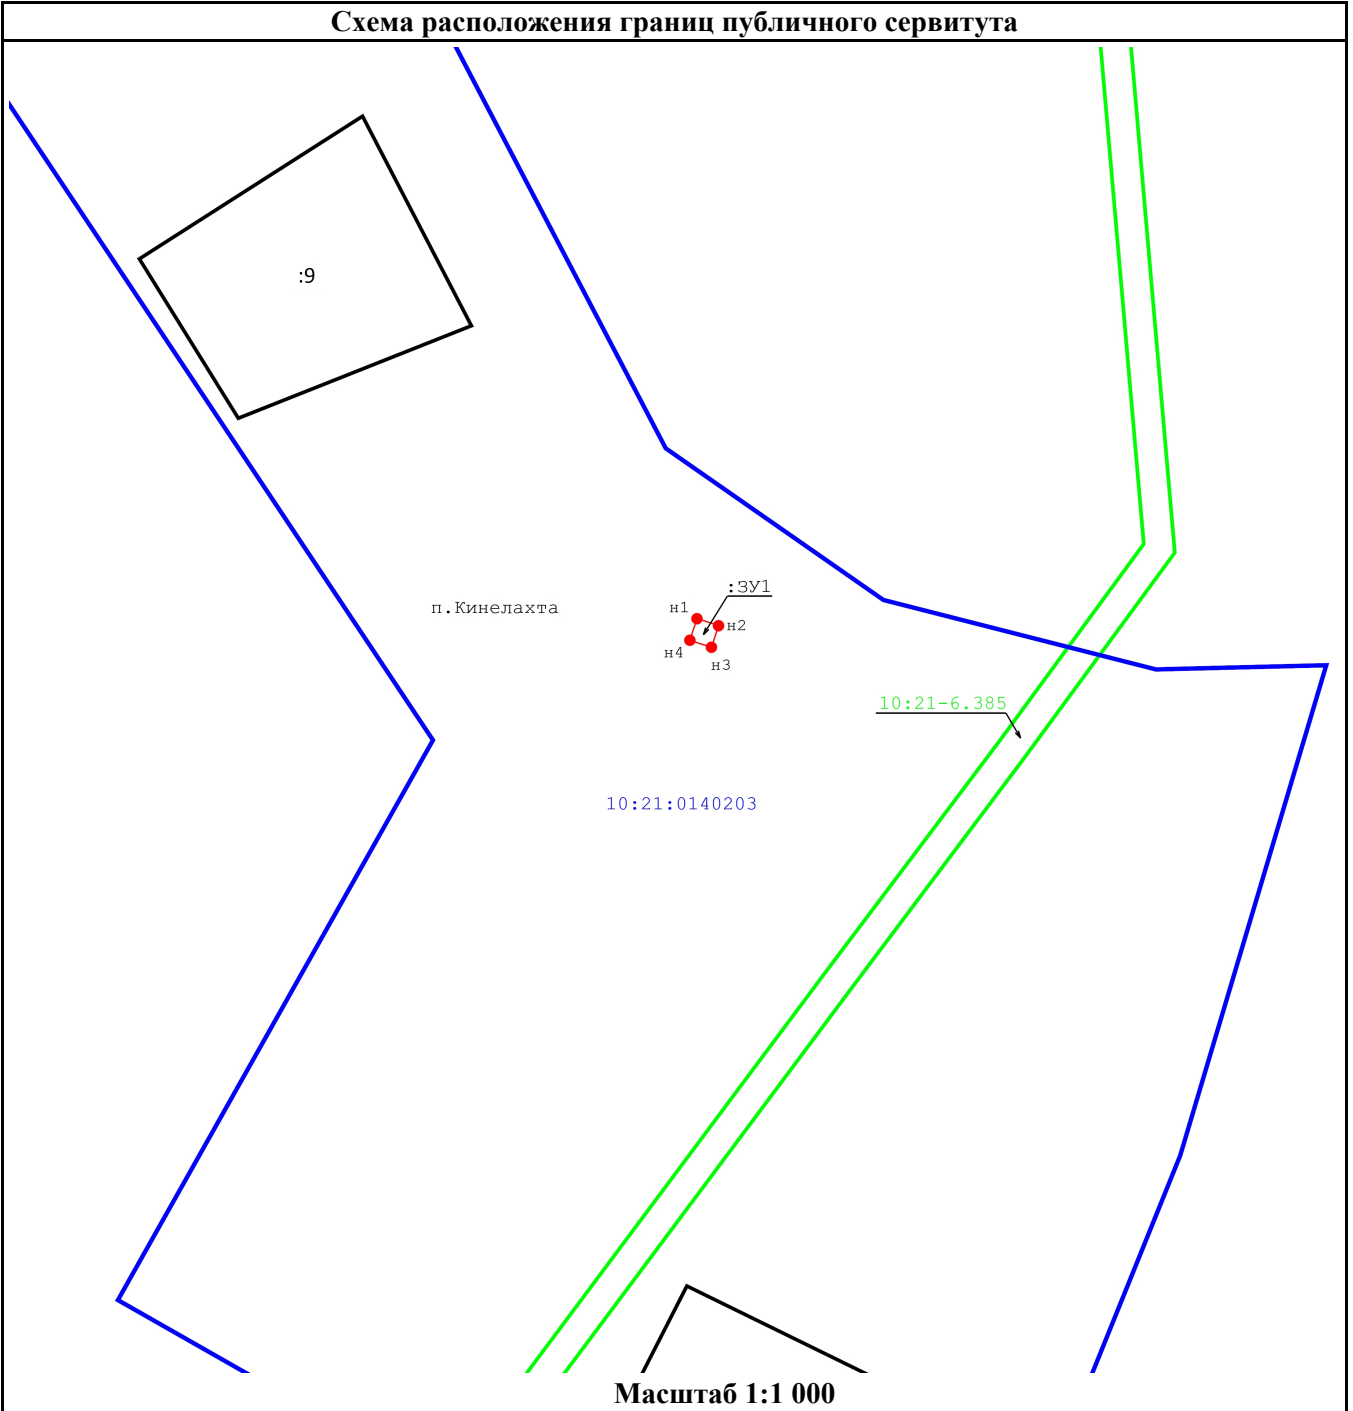 Схема расположения границ публичного сервитута
:9
:ЗУ1
н1
п.Кинелахта
н2
н4
н3
10:21-6.385
10:21:0140203
Масштаб 1:1 000